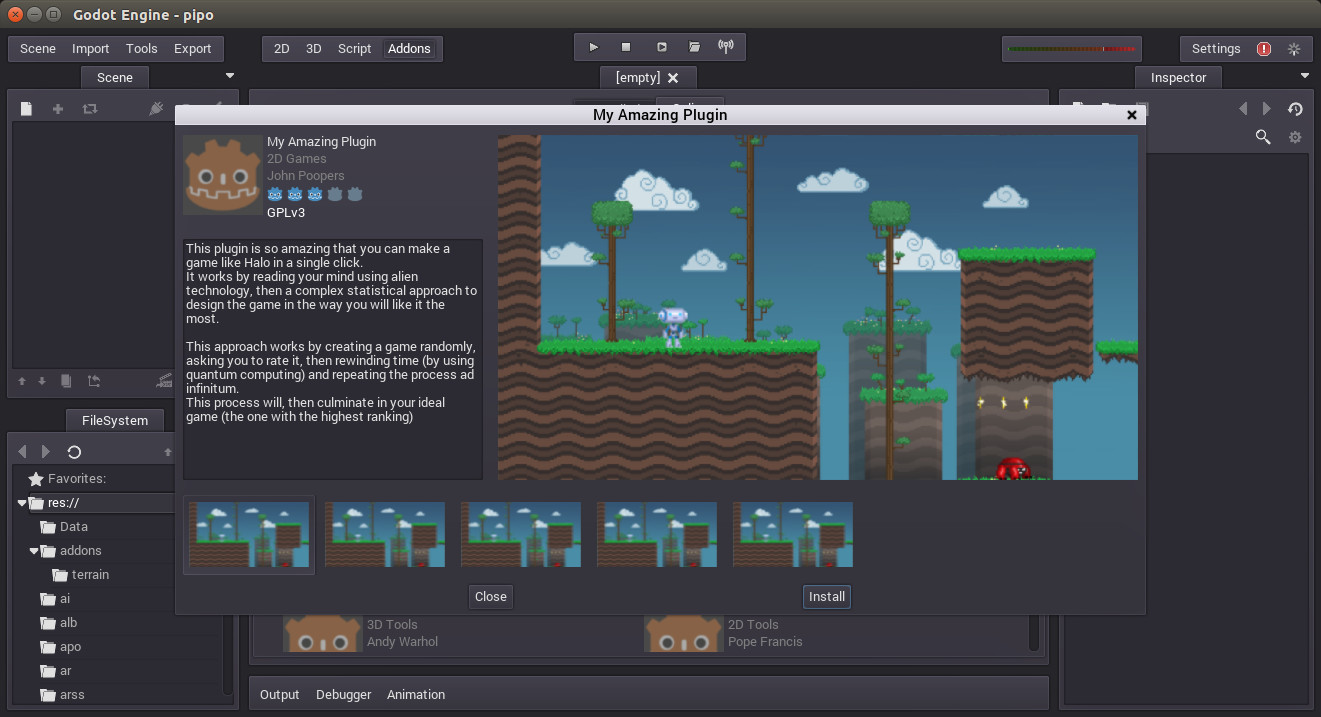 Godot Engine - pipo
Scene Import Tools Export
2D 3D Script Addons
Settings
Scene
[empty]
Inspector
My Amazing Plugin
My Amazing Plugin
2D Games
John Poopers
GPLv3
This plugin is so amazing that you can make a
game like Halo in a single click.
It works by reading your mind using alien
technology, then a complex statistical approach to
design the game in the way you will like it the
most.
This approach works by creating a game randomly,
asking you to rate it, then rewinding time (by using
quantum computing) and repeating the process ad
infinitum.
This process will, then culminate in your ideal
game (the one with the highest ranking)
Close
Install
FileSystem
Favorites:
res://
Data
addons
terrain
ai
alb
apo
ar
arss
3D Tools
Andy Warhol
2D Tools
Pope Francis
Output Debugger Animation